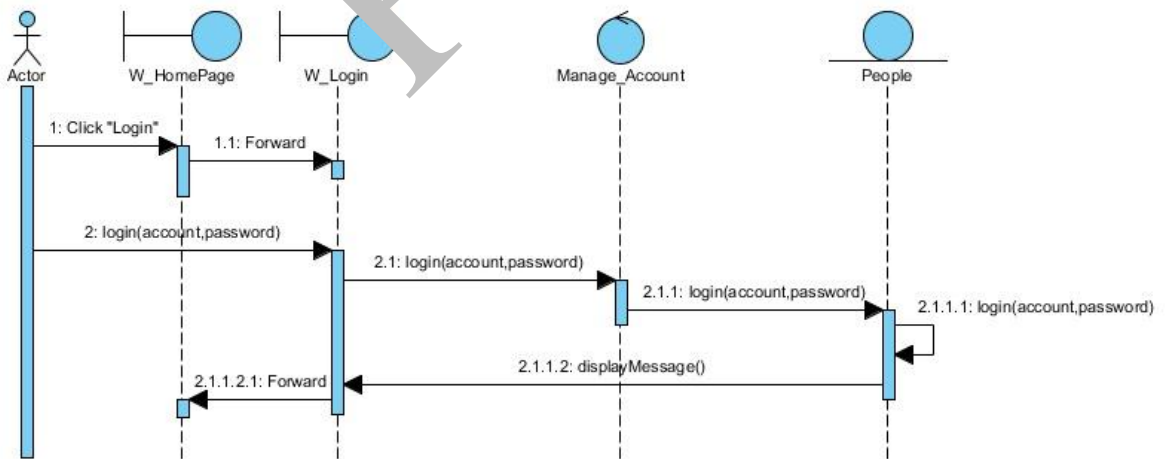 Actor
W_HomePage
W_Login
Manage_Account
People
1: Click "Login"
1.1: Forward
2: login(account,password)
2.1: login(account,password)
2.1.1: login(account,password)
2.1.1.1: login(account,password)
2.1.1.2: displayMessage()
2.1.1.2.1: Forward